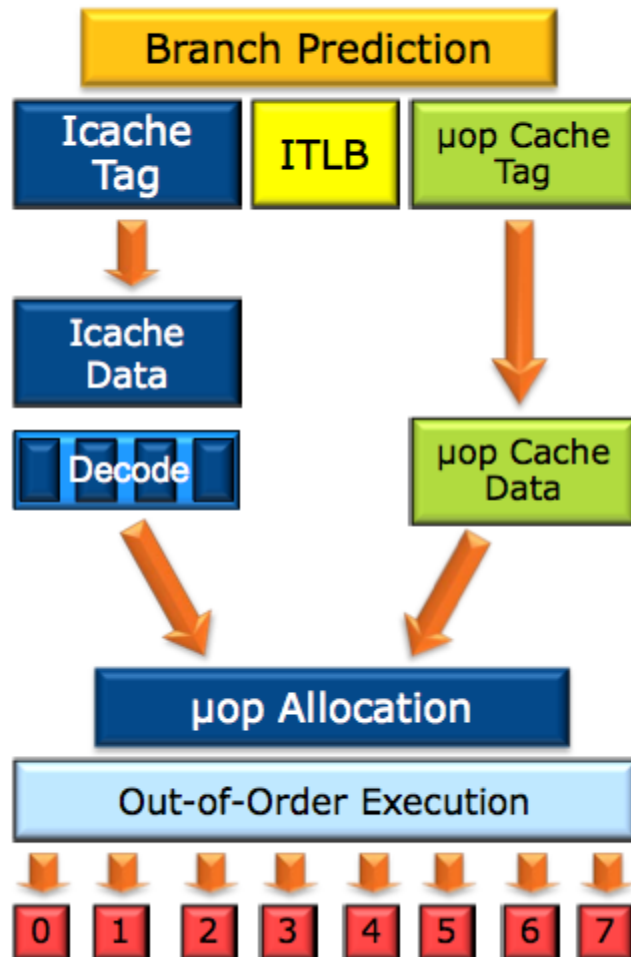 Branch Prediction
Icache
Tag
ITLB
µop Cache
Tag
Icache
Data
Decode
µop Cache
Data
µop Allocation
Out-of-Order Execution
0 1 2 3 4 5 6 7